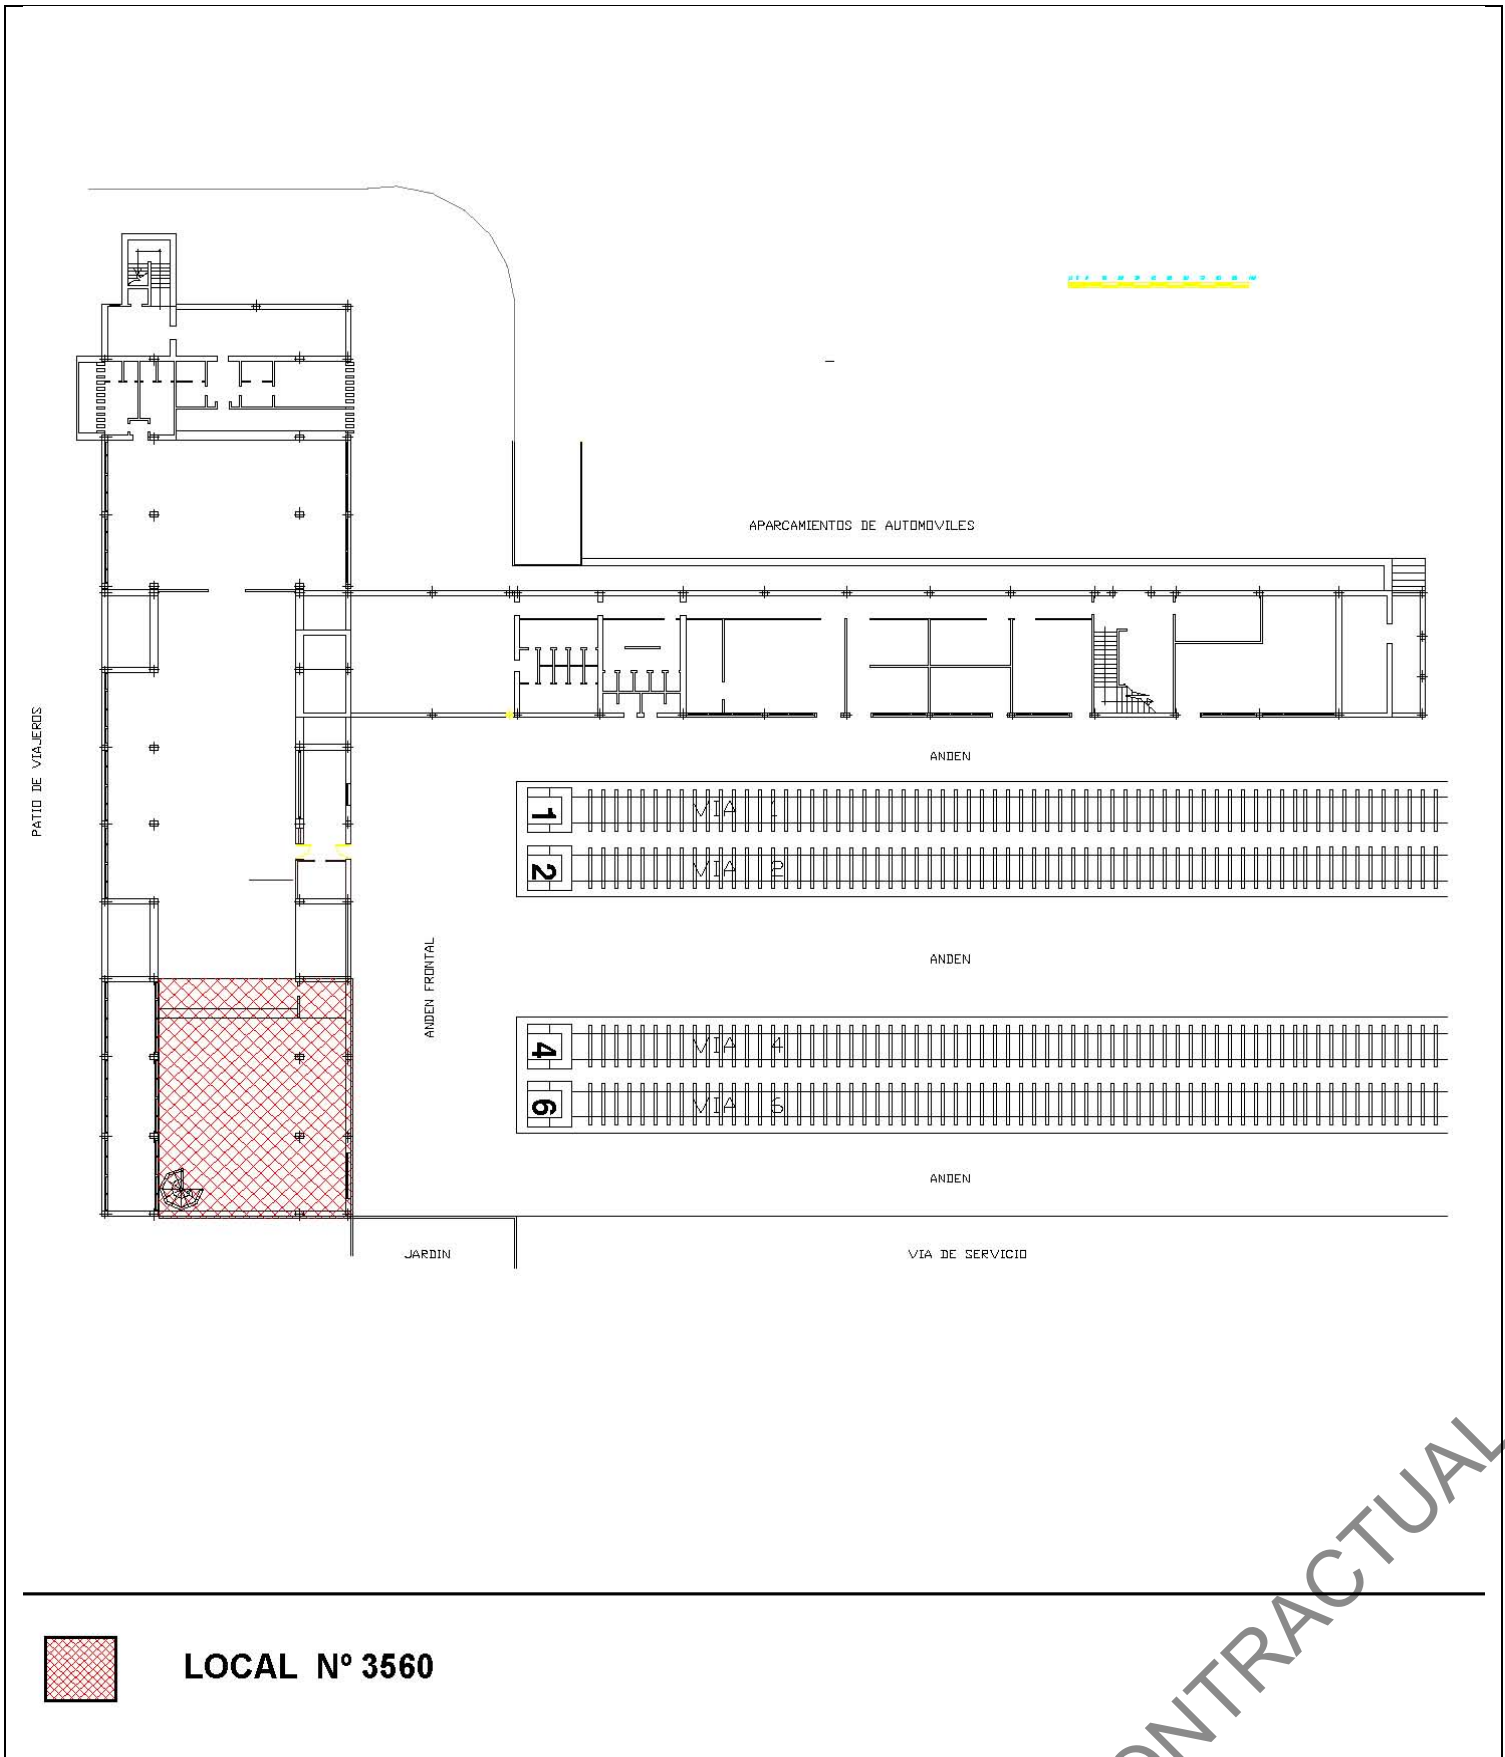 APARCAMIENTOS DE AUTOMOVILES
PATIO DE VIAJEROS
ANDEN
1
VIA 1
2
VIA 2
ANDEN FRONTAL
ANDEN
4
VIA 4
6
VIA 6
ANDEN
JARDIN
VIA DE SERVICIO
LOCAL Nº 3560
ONTRACTUAL